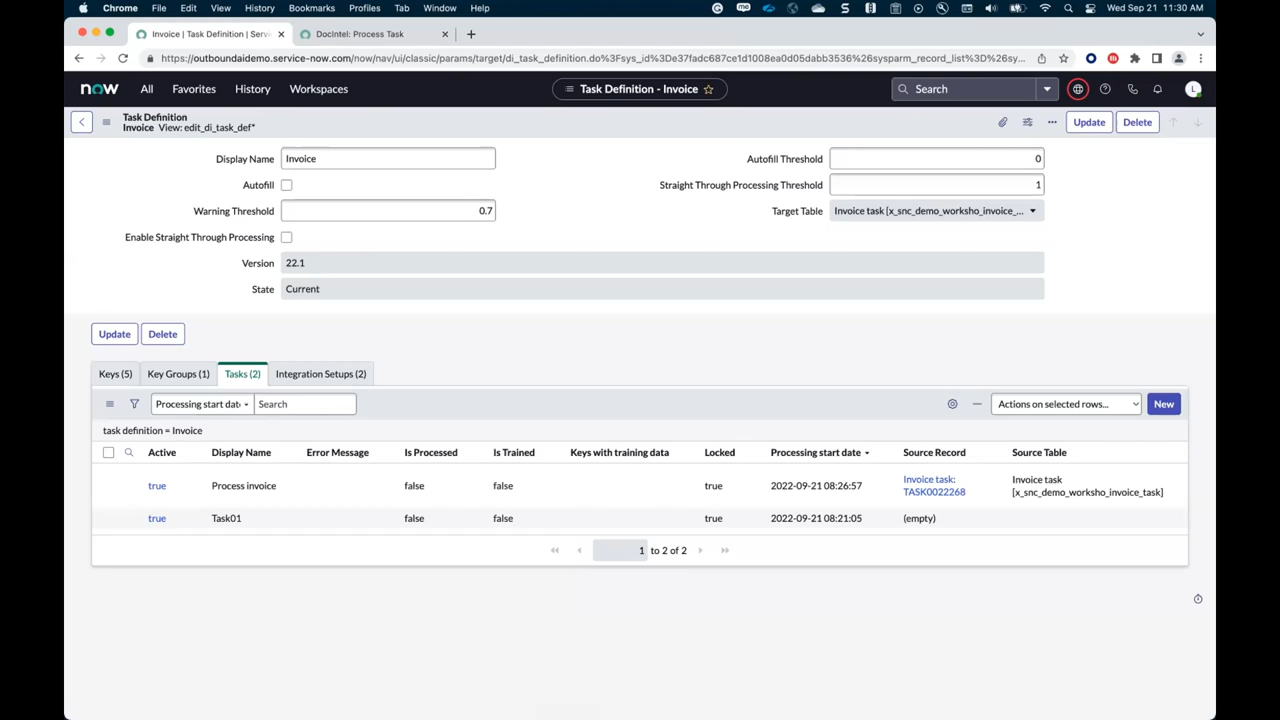 Chrome File Edit View History Bookmarks Profiles Tab Window Help Wed Sep 21 11:30 AM
Invoice | Task Definition | Serv DocIntel: Process Task
https://outboundaidemo.service-now.com/now/nav/ui/classic/params/target/di_task_definition.do%3Fsys_id%3De37fadc687ce1d1008ea0d05dabb3536%26sysparm_record_list%3D%26sy...
now All Favorites History Workspaces Task Definition - Invoice Search L
Task Definition
Invoice View: edit_di_task_def* Update Delete
Display Name Invoice Autofill Threshold 0
Autofill Straight Through Processing Threshold 1
Warning Threshold 0.7 Target Table Invoice task [x_snc_demo_worksho_invoice_...
Enable Straight Through Processing
Version 22.1
State Current
Update Delete
Keys (5) Key Groups (1) Tasks (2) Integration Setups (2)
Processing start dat Search Actions on selected rows... New
task definition = Invoice
Active Display Name Error Message Is Processed Is Trained Keys with training data Locked Processing start date Source Record Source Table
true Process invoice false false true 2022-09-21 08:26:57 Invoice task: TASK0022268 Invoice task [x_snc_demo_worksho_invoice_task]
true Task01 false false true 2022-09-21 08:21:05 (empty)
1 to 2 of 2